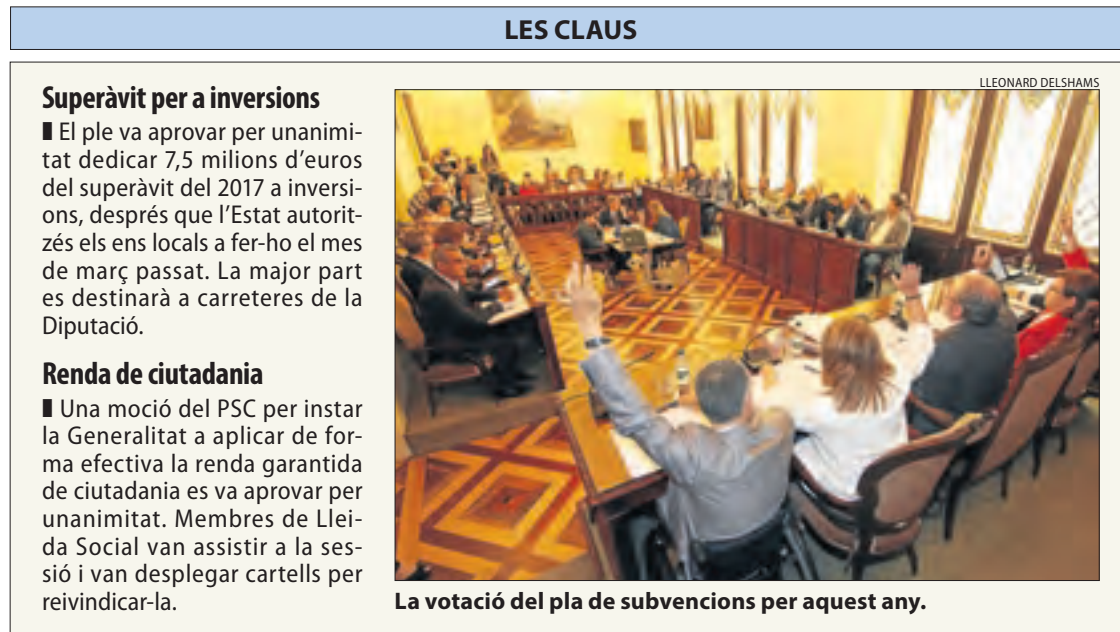 LES CLAUS
Superàvit per a inversions
▮ El ple va aprovar per unanimi-
tat dedicar 7,5 milions d’euros
del superàvit del 2017 a inversi-
ons, després que l’Estat autorit-
zés els ens locals a fer-ho el mes
de març passat. La major part
es destinarà a carreteres de la
Diputació.
Renda de ciutadania
▮ Una moció del PSC per instar
la Generalitat a aplicar de for-
ma efectiva la renda garantida
de ciutadania es va aprovar per
unanimitat. Membres de Llei-
da Social van assistir a la ses-
sió i van desplegar cartells per
reivindicar-la.
LLEONARD DELSHAMS
La votació del pla de subvencions per aquest any.